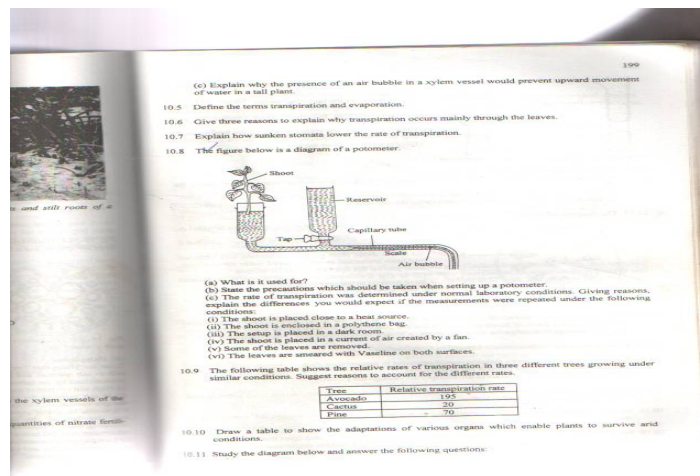 199
(c) Explain why the presence of an air bubble in a xylem vessel would prevent upward movement
of water in a tall plant.
10.5 Define the terms transpiration and evaporation.
10.6 Give three reasons to explain why transpiration occurs mainly through the leaves.
10.7 Explain how sunken stomata lower the rate of transpiration.
10.8 The figure below is a diagram of a potometer.
Shoot
Reservoir
Capillary tube
Tap
Scale
Air bubble
and stilt roots of a
(a) What is it used for?
(b) State the precautions which should be taken when setting up a potometer.
(c) The rate of transpiration was determined under normal laboratory conditions. Giving reasons,
explain the differences you would expect if the measurements were repeated under the following
conditions:
(i) The shoot is placed close to a heat source.
(ii) The shoot is enclosed in a polythene bag.
(iii) The setup is placed in a dark room.
(iv) The shoot is placed in a current of air created by a fan.
(v) Some of the leaves are removed.
(vi) The leaves are smeared with Vaseline on both surfaces.
10.9 The following table shows the relative rates of transpiration in three different trees growing under
similar conditions. Suggest reasons to account for the different rates.
Tree Relative transpiration rate
Avocado 195
Cactus 20
Pine 70
the xylem vessels of the
quantities of nitrate
10.10 Draw a table to show the adaptations of various organs which enable plants to survive arid
conditions.
10.11 Study the diagram below and answer the following questions: